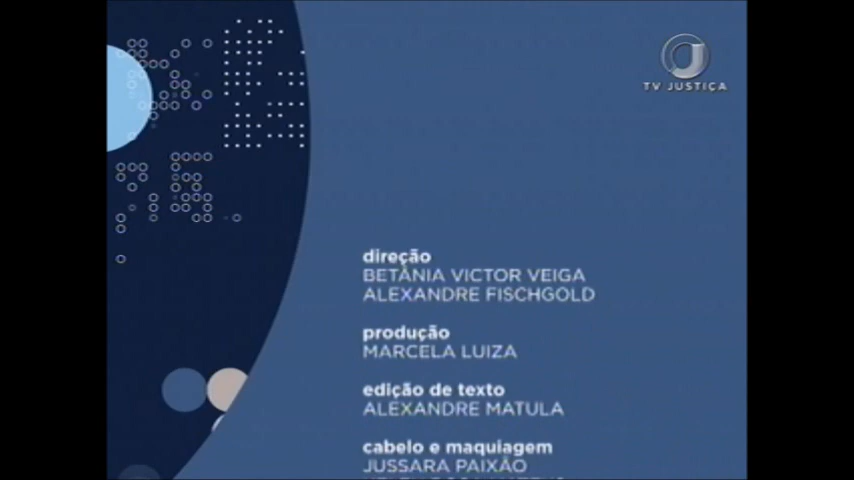 TV JUSTIÇA
direção
BETÂNIA VICTOR VEIGA
ALEXANDRE FISCHGOLD
produção
MARCELA LUIZA
edição de texto
ALEXANDRE MATULA
cabelo e maquiagem
JUSSARA PAIXÃO